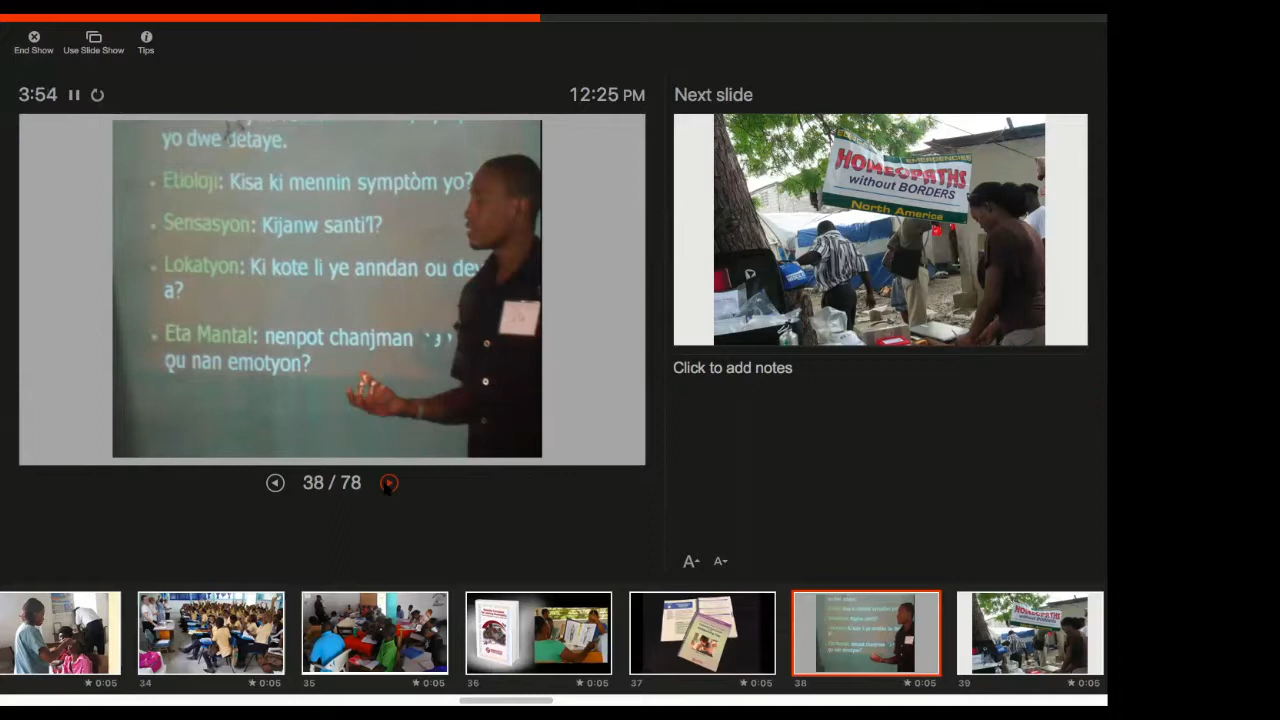 End Show
Use Slide Show
Tips
3:54
12:25 PM
yo dwe detaye.
Etioloji: Kisa ki mennin symptòm yo?
Sensasyon: Kijanw santi'l?
Lokatyon: Ki kote li ye anndan ou
a?
Eta Mantal: nenpot chanjman
ou nan emotyon?
38 / 78
Next slide
EMERGENCIES
HOMEOPATHS
without BORDERS
North America
Click to add notes
A
A
0:05
34
0:05
35
0:05
36
0:05
37
0:05
38
0:05
39
0:05